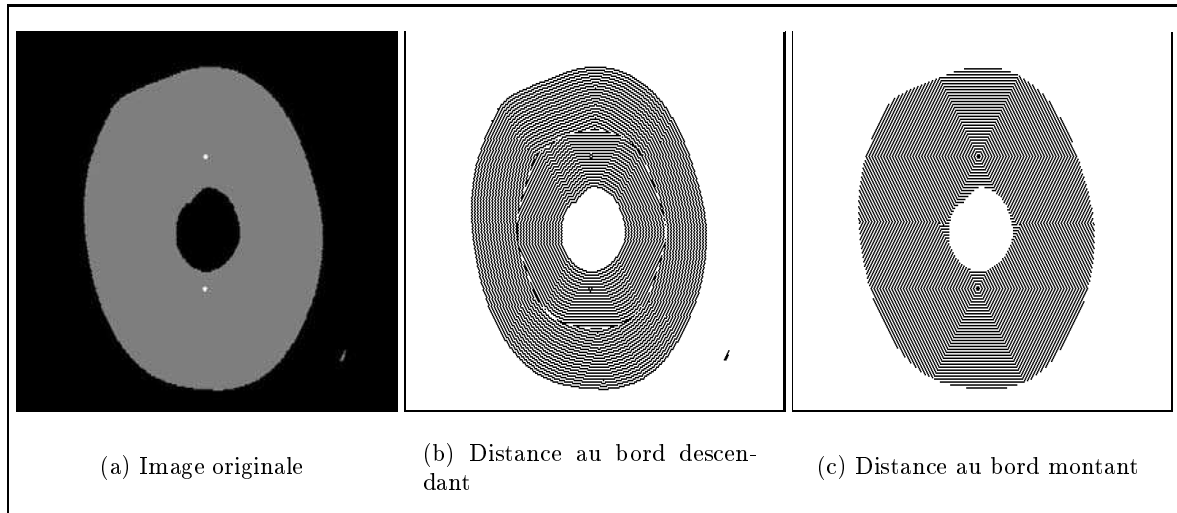 (a) Image originale
(b) Distance au bord descen-
dant
(c) Distance au bord montant